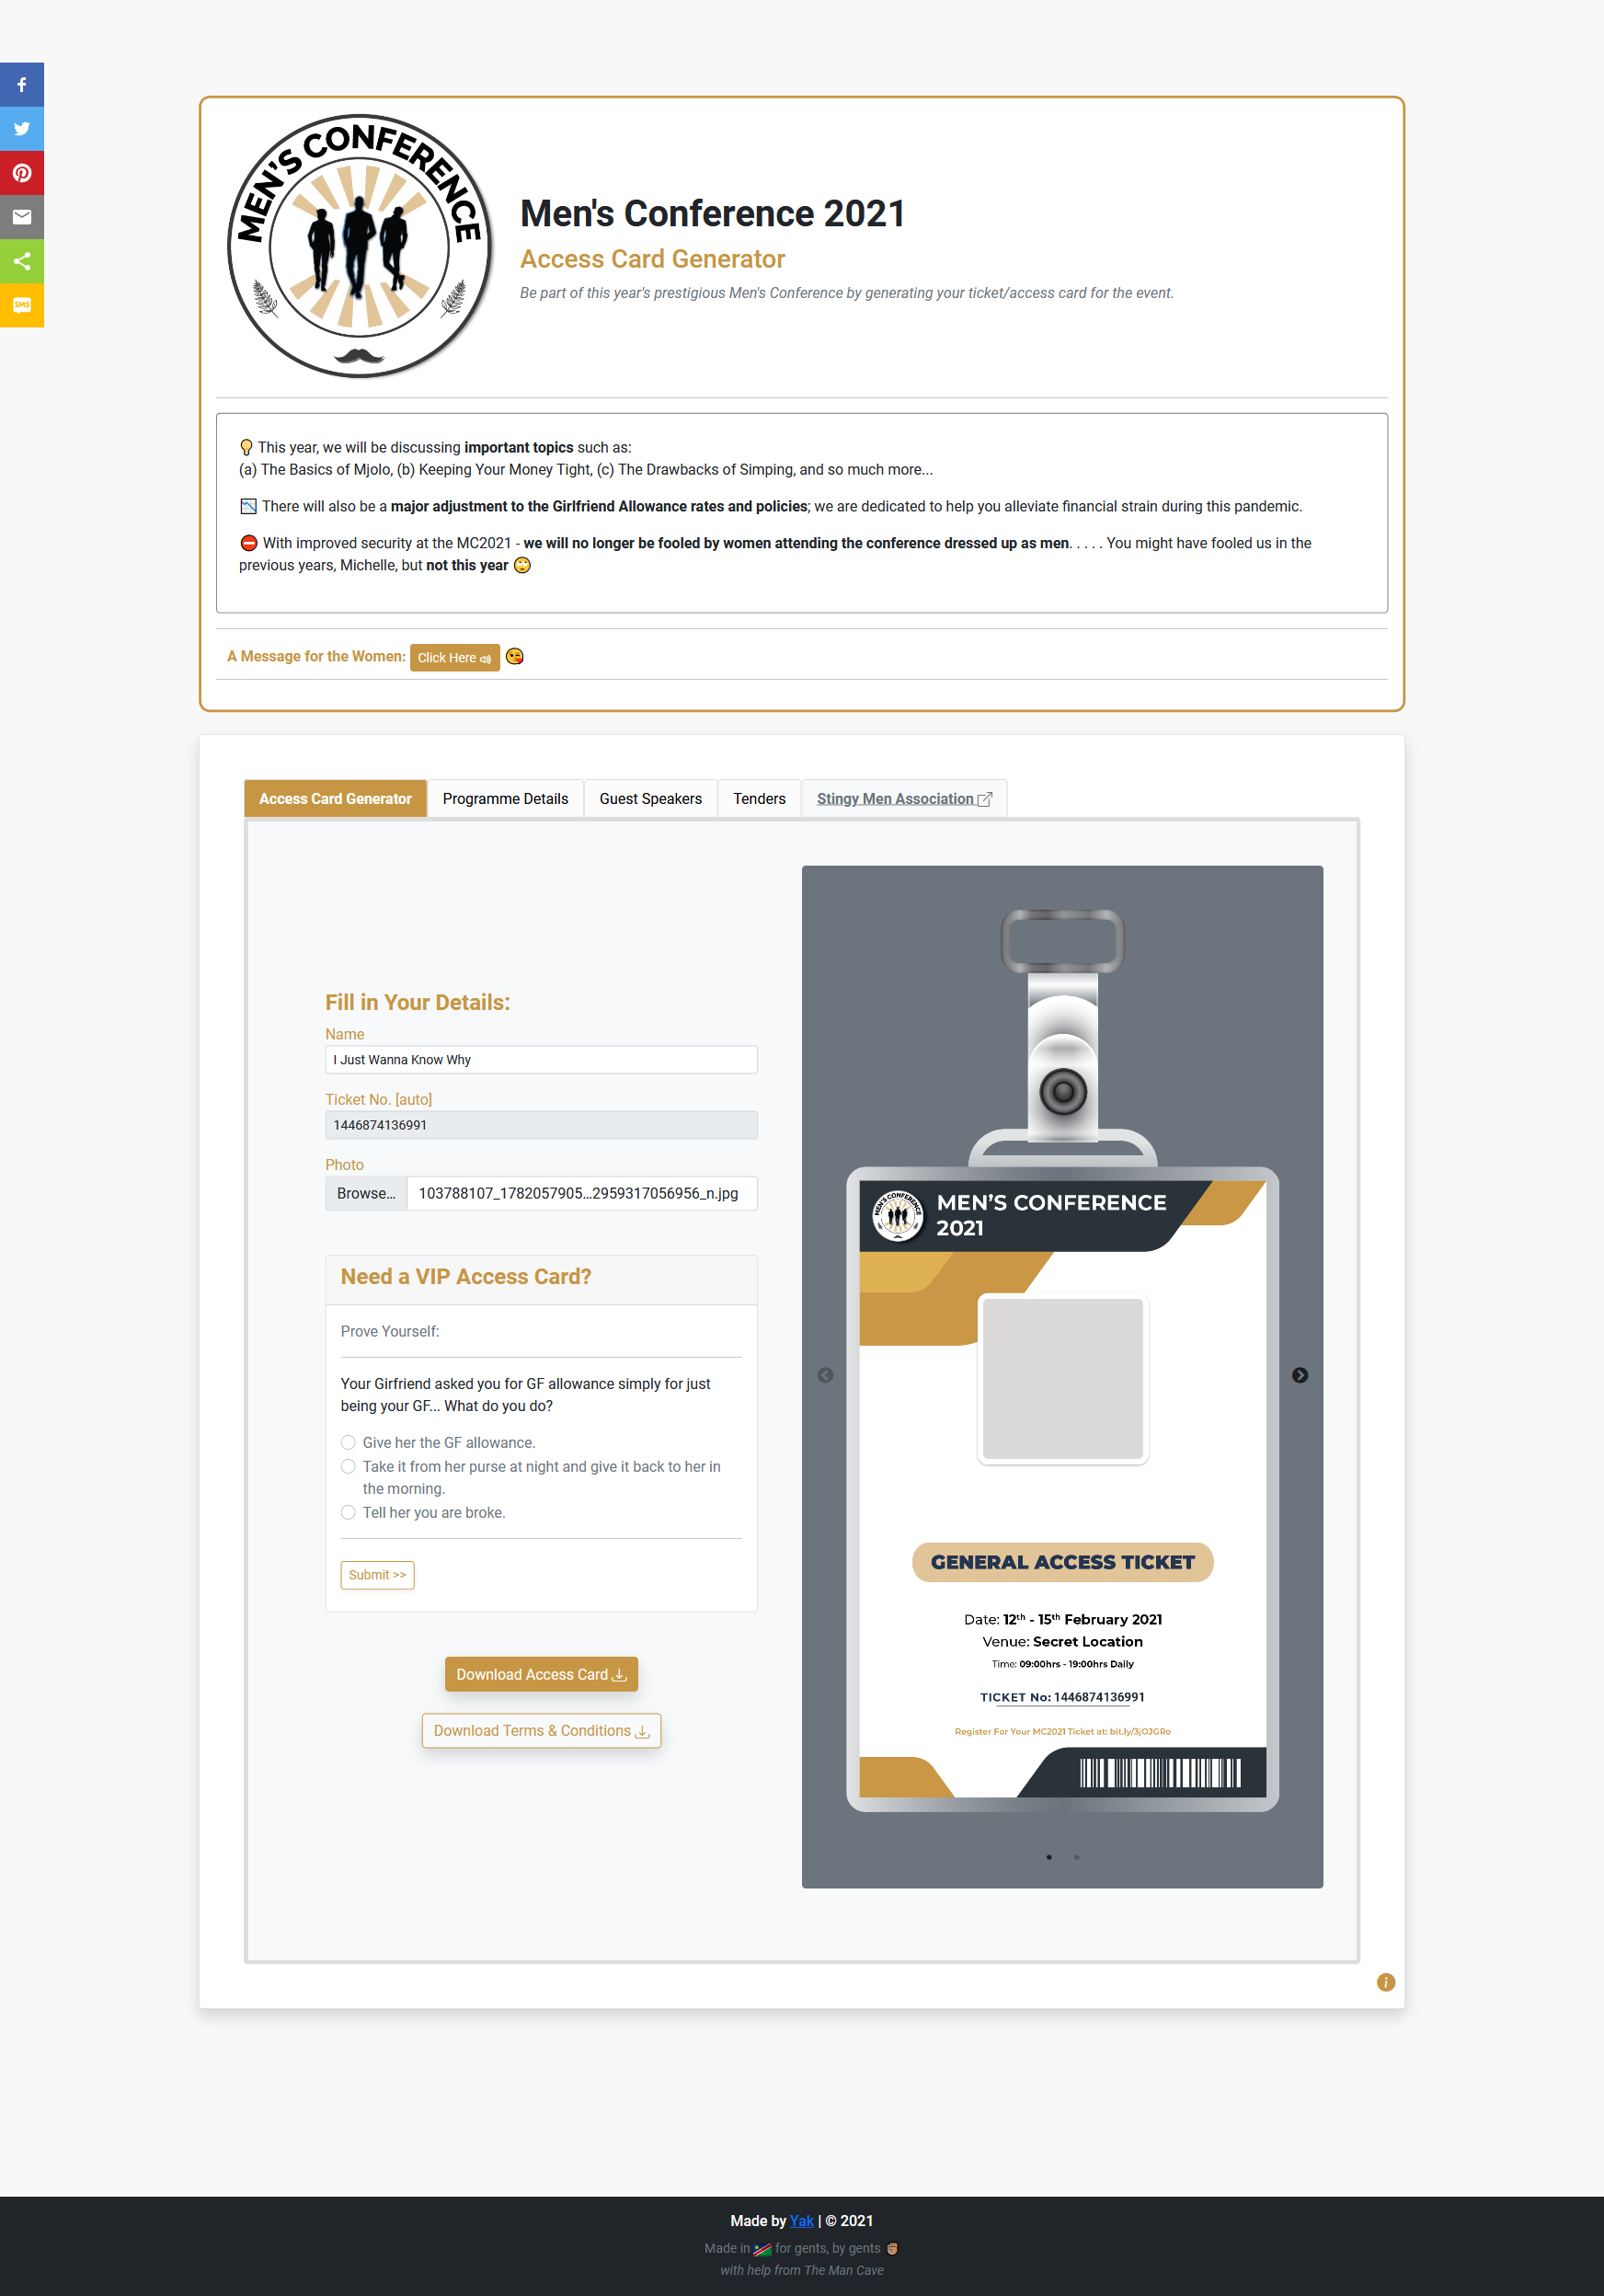 MEN'S CONFERENCE
Men's Conference 2021
Access Card Generator
Be part of this year's prestigious Men's Conference by generating your ticket/access card for the event.
This year, we will be discussing important topics such as:
(a) The Basics of Mjolo, (b) Keeping Your Money Tight, (c) The Drawbacks of Simping, and so much more...
There will also be a major adjustment to the Girlfriend Allowance rates and policies; we are dedicated to help you alleviate financial strain during this pandemic.
With improved security at the MC2021 - we will no longer be fooled by women attending the conference dressed up as men. . . . . You might have fooled us in the
previous years, Michelle, but not this year
A Message for the Women: Click Here
Access Card Generator
Programme Details
Guest Speakers
Tenders
Stingy Men Association
Fill in Your Details:
Name
I Just Wanna Know Why
Ticket No. [auto]
1446874136991
Photo
Browse... 103788107_1782057905...2959317056956_n.jpg
Need a VIP Access Card?
Prove Yourself:
Your Girfriend asked you for GF allowance simply for just
being your GF... What do you do?
Give her the GF allowance.
Take it from her purse at night and give it back to her in
the morning.
Tell her you are broke.
Submit >>
Download Access Card
Download Terms & Conditions
MEN'S CONFERENCE
MEN'S CONFERENCE
2021
GENERAL ACCESS TICKET
Date: 12th - 15th February 2021
Venue: Secret Location
Time: 09:00hrs - 19:00hrs Daily
TICKET No: 1446874136991
Register For Your MC2021 Ticket at: bit.ly/3jOJGRo
Made by Yak | © 2021
Made in for gents, by gents
with help from The Man Cave
SMS